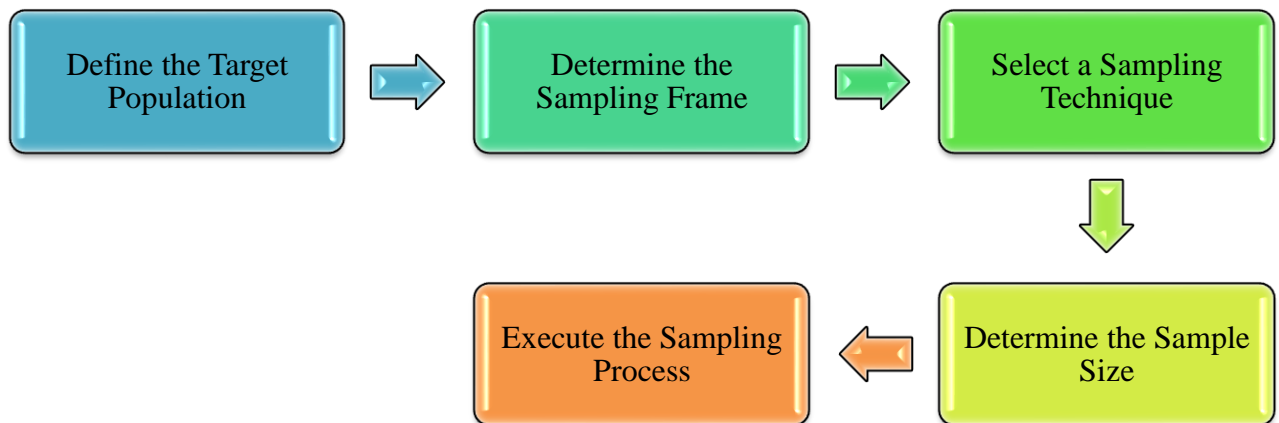 Define the Target
Population
Determine the
Sampling Frame
Select a Sampling
Technique
Determine the Sample
Size
Execute the Sampling
Process